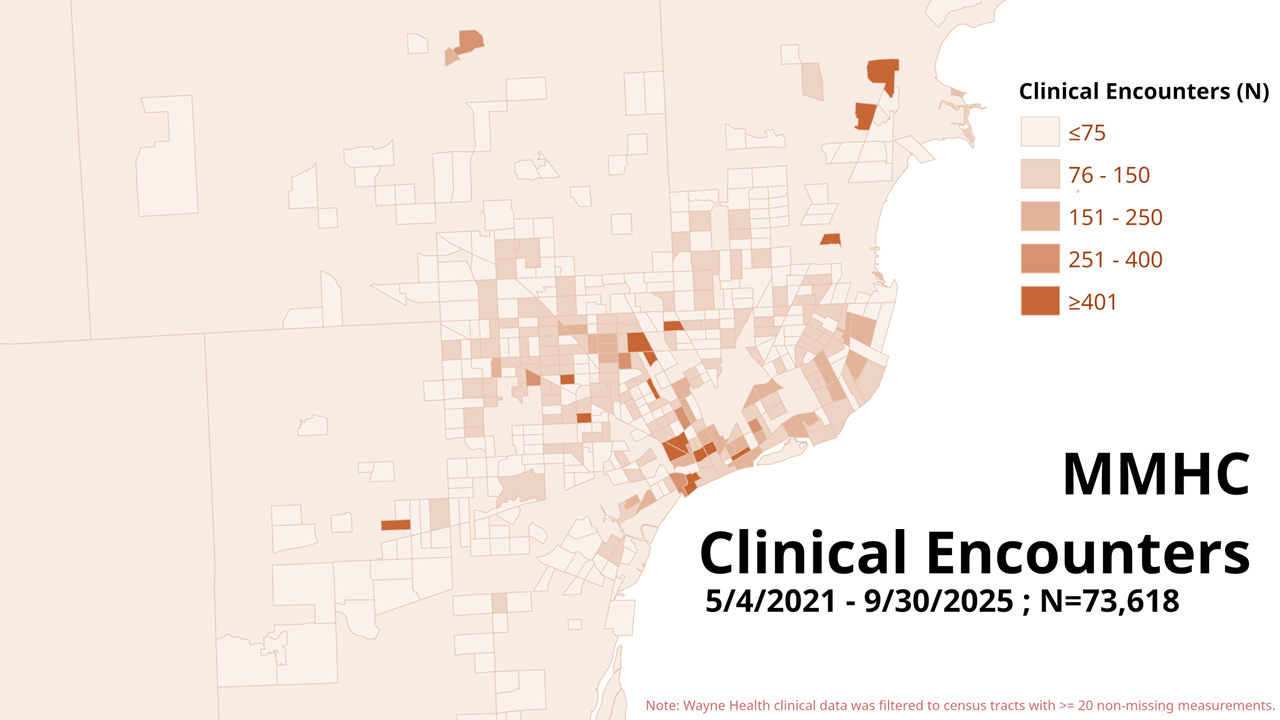 Clinical Encounters (N)
≤75
76 - 150
151 - 250
251 - 400
≥401
MMHC
Clinical Encounters
5/4/2021 - 9/30/2025 ; N=73,618
Note: Wayne Health clinical data was filtered to census tracts with >= 20 non-missing measurements.